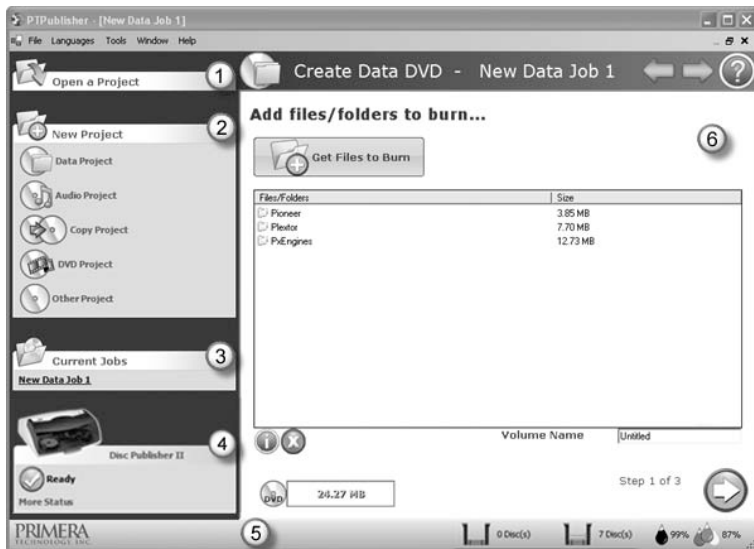 PTPublisher - [New Data Job 1]
File Languages Tools Window Help
Open a Project
1
New Project
2
Data Project
Audio Project
Copy Project
DVD Project
Other Project
Current Jobs
3
New Data Job 1
Disc Publisher II
4
Ready
More Status
Create Data DVD - New Data Job 1
?
Add files/folders to burn...
6
Get Files to Burn
Files/Folders Size
Pioneer 3.85 MB
Plextor 7.70 MB
PxEngines 12.73 MB
i X
Volume Name Untitled
DVD 24.27 MB
Step 1 of 3
PRIMERA
TECHNOLOGY, INC.
5
0 Disc(s) 7 Disc(s) 99% 87%